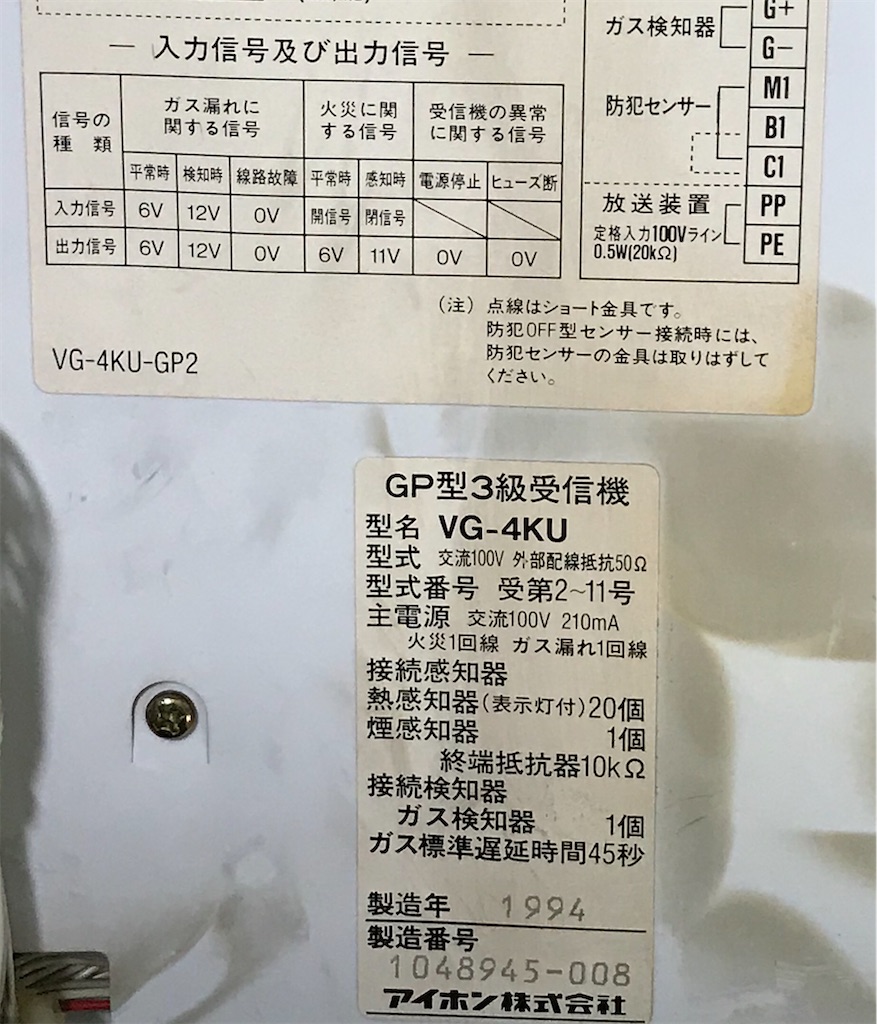 — 入力信号及び出力信号 —
信号の種類 ガス漏れに関する信号 火災に関する信号 受信機の異常に関する信号
平常時 検知時 線路故障 平常時 感知時 電源停止 ヒューズ断
入力信号 6V 12V 0V 開信号 閉信号
出力信号 6V 12V 0V 6V 11V 0V 0V
ガス検知器 G+
G−
防犯センサー M1
B1
C1
放送装置 PP
定格入力100Vライン
0.5W(20kΩ) PE
(注) 点線はショート金具です。
防犯OFF型センサー接続時には、
防犯センサーの金具は取りはずして
ください。
VG-4KU-GP2
GP型3級受信機
型名 VG-4KU
型式 交流100V 外部配線抵抗50Ω
型式番号 受第2~11号
主電源 交流100V 210mA
火災1回線 ガス漏れ1回線
接続感知器
熱感知器(表示灯付)20個
煙感知器 1個
終端抵抗器10kΩ
接続検知器
ガス検知器 1個
ガス標準遅延時間45秒
製造年 1994
製造番号
1048945-008
アイホン株式会社